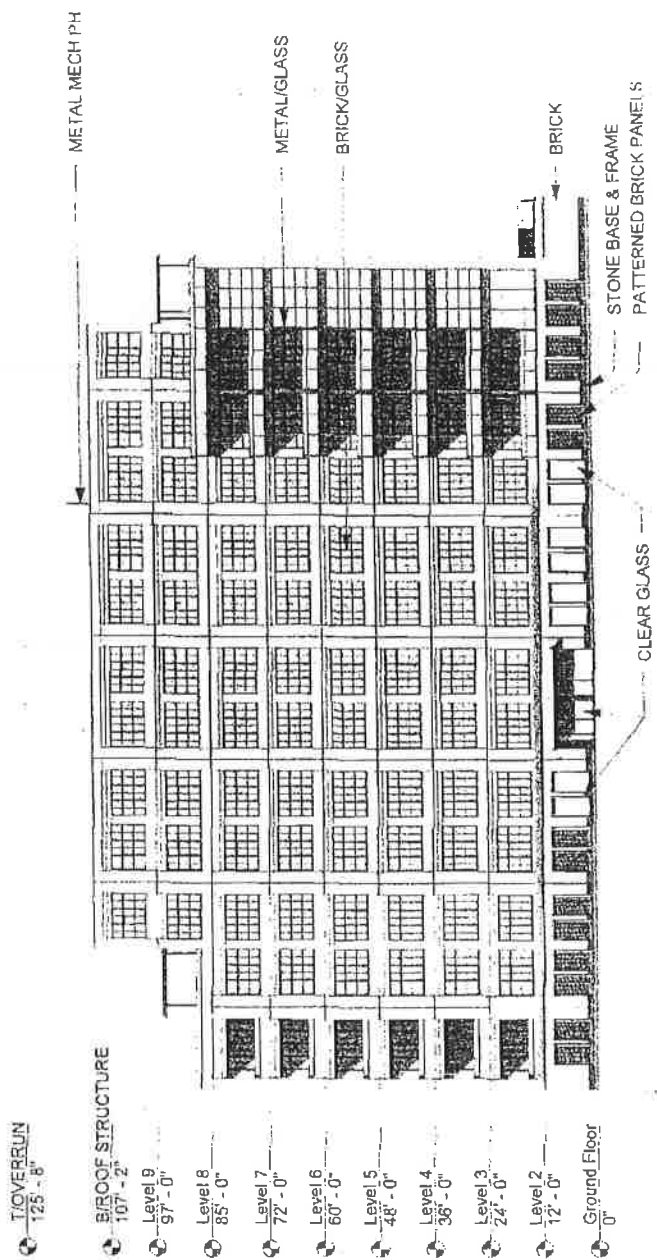 T/OVERRUN
125' - 8"
B/ROOF STRUCTURE
107' - 2"
Level 9
97' - 0"
Level 8
85' - 0"
Level 7
72' - 0"
Level 6
60' - 0"
Level 5
48' - 0"
Level 4
36' - 0"
Level 3
24' - 0"
Level 2
12' - 0"
Ground Floor
0"
METAL MECH PH
METAL/GLASS
BRICK/GLASS
BRICK
STONE BASE & FRAME
PATTERNED BRICK PANELS
CLEAR GLASS